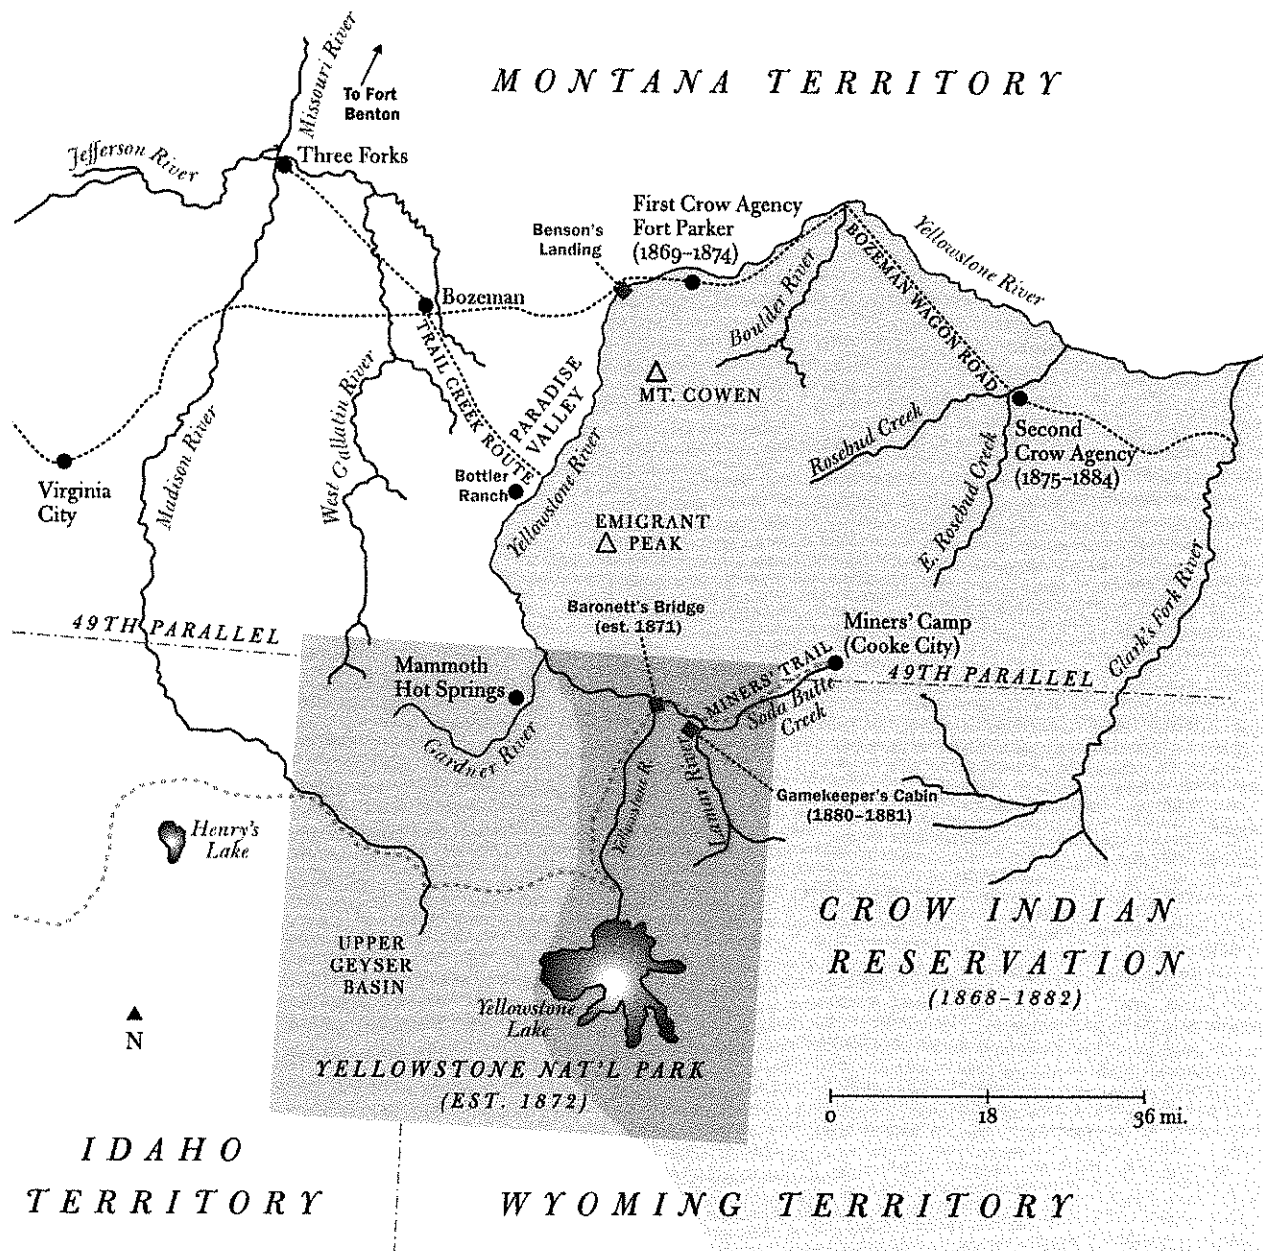 MONTANA TERRITORY
Missouri River
To Fort
Benton
Jefferson River
Three Forks
First Crow Agency
Fort Parker
(1869–1874)
Benson's
Landing
Yellowstone River
BOZEMAN WAGON ROAD
Boulder River
Bozeman
TRAIL CREEK ROUTE
PARADISE
VALLEY
MT. COWEN
West Gallatin River
Madison River
Rosebud Creek
Second
Crow Agency
(1875–1884)
Virginia
City
Bottler
Ranch
Yellowstone River
E. Rosebud Creek
EMIGRANT
PEAK
Clark's Fork River
Baronett's Bridge
(est. 1871)
Miners' Camp
(Cooke City)
49TH PARALLEL
49TH PARALLEL
Mammoth
Hot Springs
MINERS' TRAIL
Soda Butte
Creek
Gardner River
Yellowstone R
Lamar River
Gamekeeper's Cabin
(1880–1881)
Henry's
Lake
CROW INDIAN
RESERVATION
(1868–1882)
UPPER
GEYSER
BASIN
Yellowstone
Lake
N
YELLOWSTONE NAT'L PARK
(EST. 1872)
0 18 36 mi.
IDAHO
TERRITORY
WYOMING TERRITORY